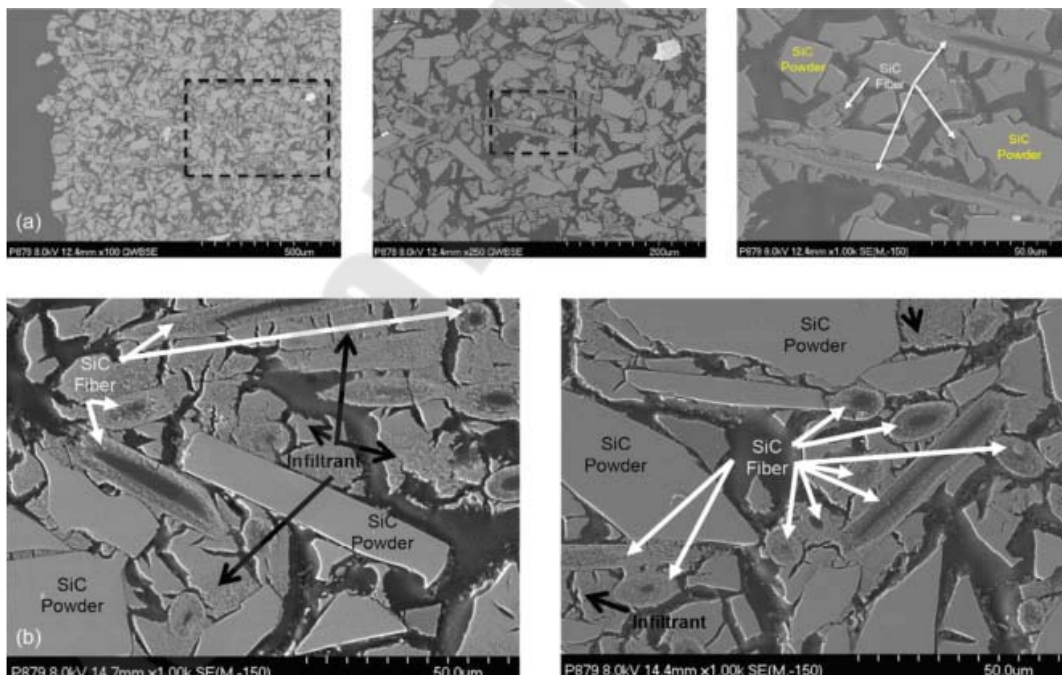 SiC
Powder
SiC
Fiber
SiC
Powder
(a)
P879 8.0kV 12.4mm x100 QWBSE 500um
P879 8.0kV 12.4mm x250 QWBSE 200um
P879 8.0kV 12.4mm x1.00k SE(M,-150) 50.0um
SiC
Fiber
Infiltrant
SiC
Powder
SiC
Powder
(b)
P879 8.0kV 14.7mm x1.00k SE(M,-150) 50.0um
SiC
Powder
SiC
Powder
SiC
Fiber
Infiltrant
P879 8.0kV 14.4mm x1.00k SE(M,-150) 50.0um